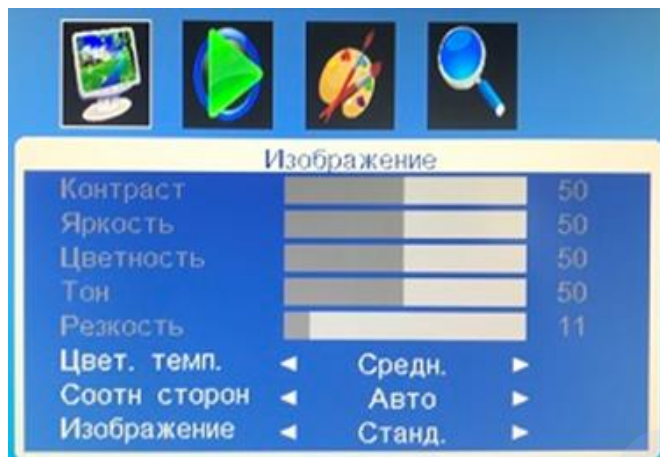 Изображение
Контраст 50
Яркость 50
Цветность 50
Тон 50
Резкость 11
Цвет. темп. Средн.
Соотн сторон Авто
Изображение Станд.